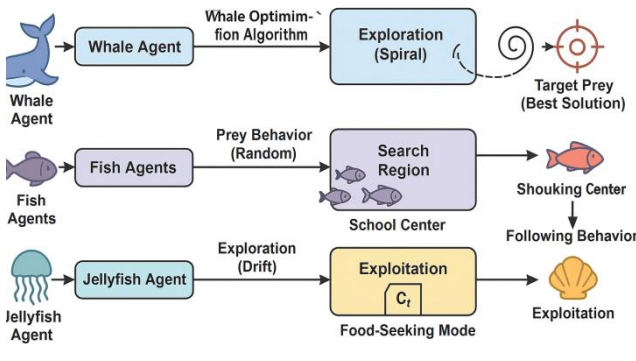 Whale Optimim-`
fion Algorithm
Whale Agent
Exploration
(Spiral)
Whale
Agent
Target Prey
(Best Solution)
Prey Behavior
(Random)
Fish Agents
Search
Region
Fish
Agents
School Center
Shouking Center
Following Behavior
Exploration
(Drift)
Jellyfish Agent
Exploitation
Ct
Jellyfish
Agent
Food-Seeking Mode
Exploitation